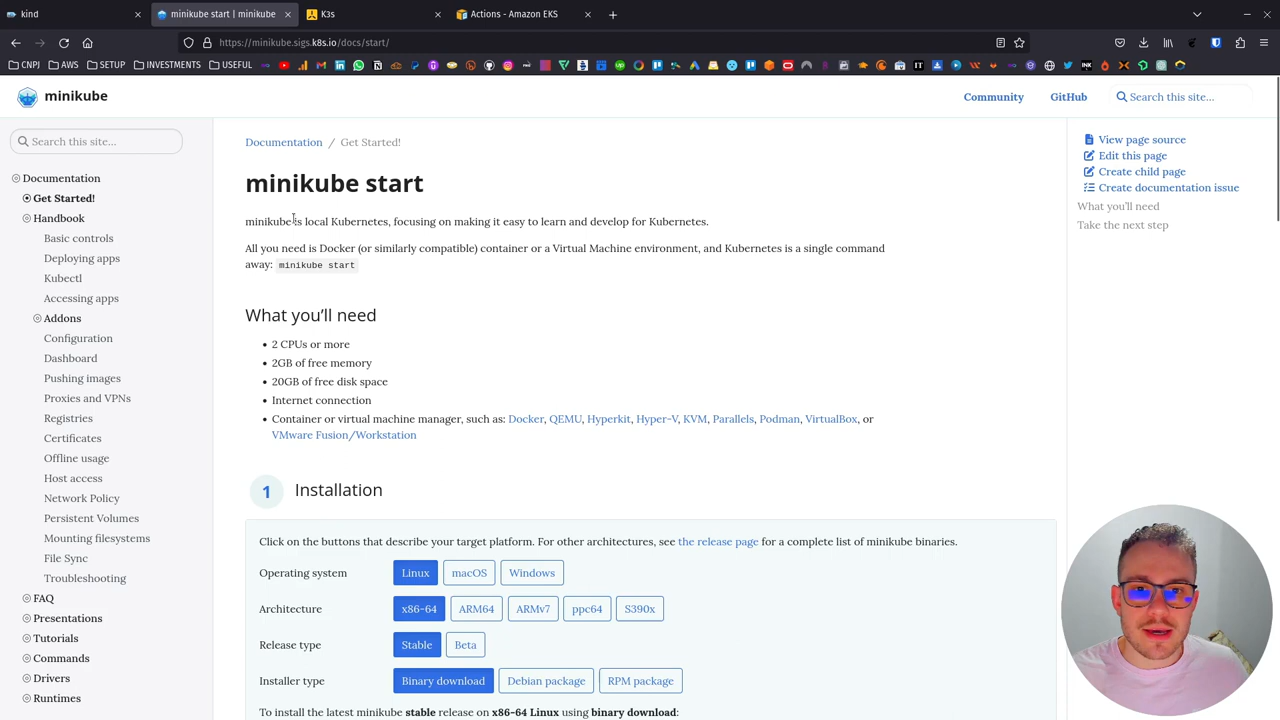 kind
minikube start | minikube
K3s
Actions - Amazon EKS
https://minikube.sigs.k8s.io/docs/start/
CNPJ
AWS
SETUP
INVESTMENTS
USEFUL
minikube
Community
GitHub
Search this site…
Search this site…
Documentation
Get Started!
Handbook
Basic controls
Deploying apps
Kubectl
Accessing apps
Addons
Configuration
Dashboard
Pushing images
Proxies and VPNs
Registries
Certificates
Offline usage
Host access
Network Policy
Persistent Volumes
Mounting filesystems
File Sync
Troubleshooting
FAQ
Presentations
Tutorials
Commands
Drivers
Runtimes
Documentation / Get Started!
minikube start
minikube is local Kubernetes, focusing on making it easy to learn and develop for Kubernetes.
All you need is Docker (or similarly compatible) container or a Virtual Machine environment, and Kubernetes is a single command
away: minikube start
What you’ll need
2 CPUs or more
2GB of free memory
20GB of free disk space
Internet connection
Container or virtual machine manager, such as: Docker, QEMU, Hyperkit, Hyper-V, KVM, Parallels, Podman, VirtualBox, or
VMware Fusion/Workstation
1 Installation
Click on the buttons that describe your target platform. For other architectures, see the release page for a complete list of minikube binaries.
Operating system Linux macOS Windows
Architecture x86-64 ARM64 ARMv7 ppc64 S390x
Release type Stable Beta
Installer type Binary download Debian package RPM package
To install the latest minikube stable release on x86-64 Linux using binary download:
View page source
Edit this page
Create child page
Create documentation issue
What you’ll need
Take the next step